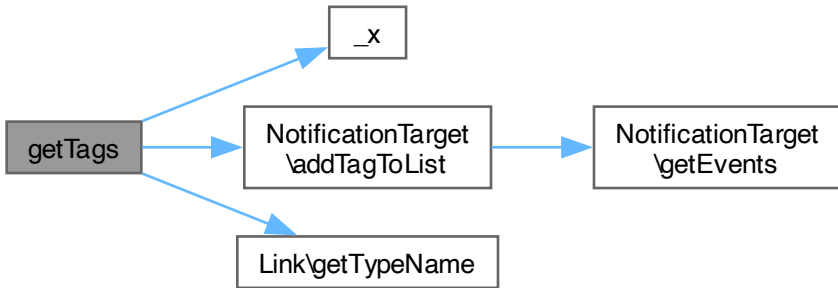 _x
getTags
NotificationTarget
\addTagToList
NotificationTarget
\getEvents
Link\getTypeName